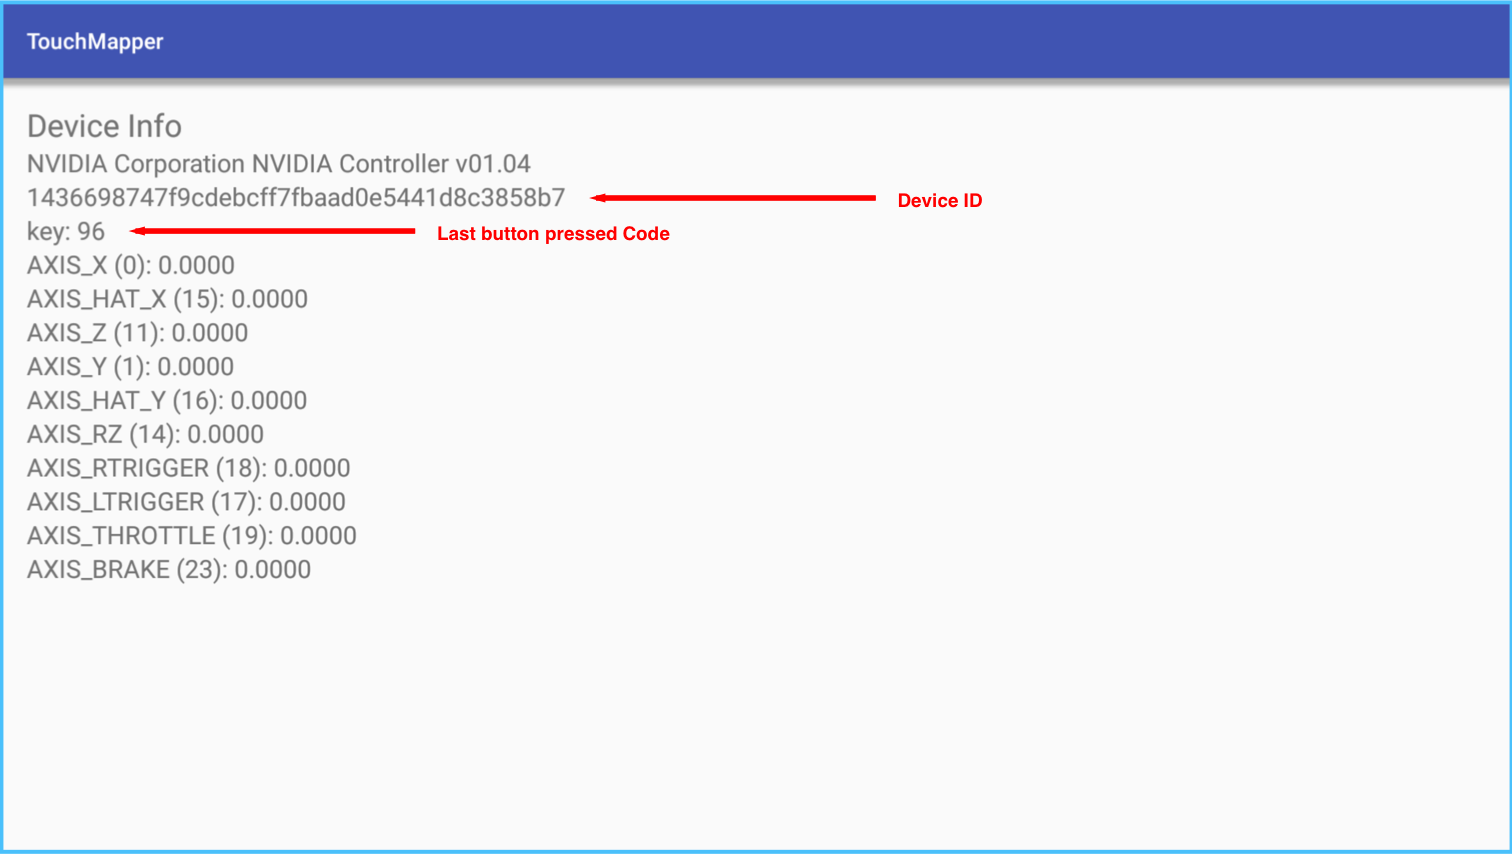 TouchMapper
Device Info
NVIDIA Corporation NVIDIA Controller v01.04
1436698747f9cdebcff7fbaad0e5441d8c3858b7
Device ID
key: 96
Last button pressed Code
AXIS_X (0): 0.0000
AXIS_HAT_X (15): 0.0000
AXIS_Z (11): 0.0000
AXIS_Y (1): 0.0000
AXIS_HAT_Y (16): 0.0000
AXIS_RZ (14): 0.0000
AXIS_RTRIGGER (18): 0.0000
AXIS_LTRIGGER (17): 0.0000
AXIS_THROTTLE (19): 0.0000
AXIS_BRAKE (23): 0.0000